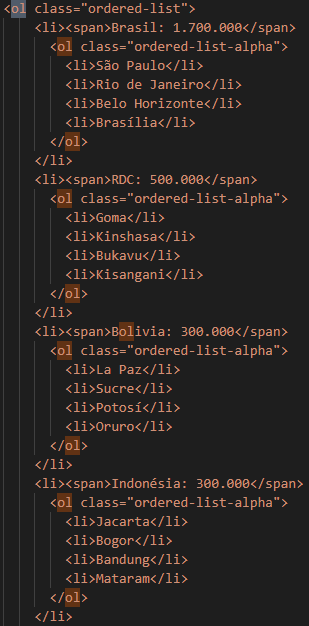 <ol class="ordered-list">
<li><span>Brasil: 1.700.000</span>
<ol class="ordered-list-alpha">
<li>São Paulo</li>
<li>Rio de Janeiro</li>
<li>Belo Horizonte</li>
<li>Brasília</li>
</ol>
</li>
<li><span>RDC: 500.000</span>
<ol class="ordered-list-alpha">
<li>Goma</li>
<li>Kinshasa</li>
<li>Bukavu</li>
<li>Kisangani</li>
</ol>
</li>
<li><span>Bolívia: 300.000</span>
<ol class="ordered-list-alpha">
<li>La Paz</li>
<li>Sucre</li>
<li>Potosí</li>
<li>Oruro</li>
</ol>
</li>
<li><span>Indonésia: 300.000</span>
<ol class="ordered-list-alpha">
<li>Jacarta</li>
<li>Bogor</li>
<li>Bandung</li>
<li>Mataram</li>
</ol>
</li>